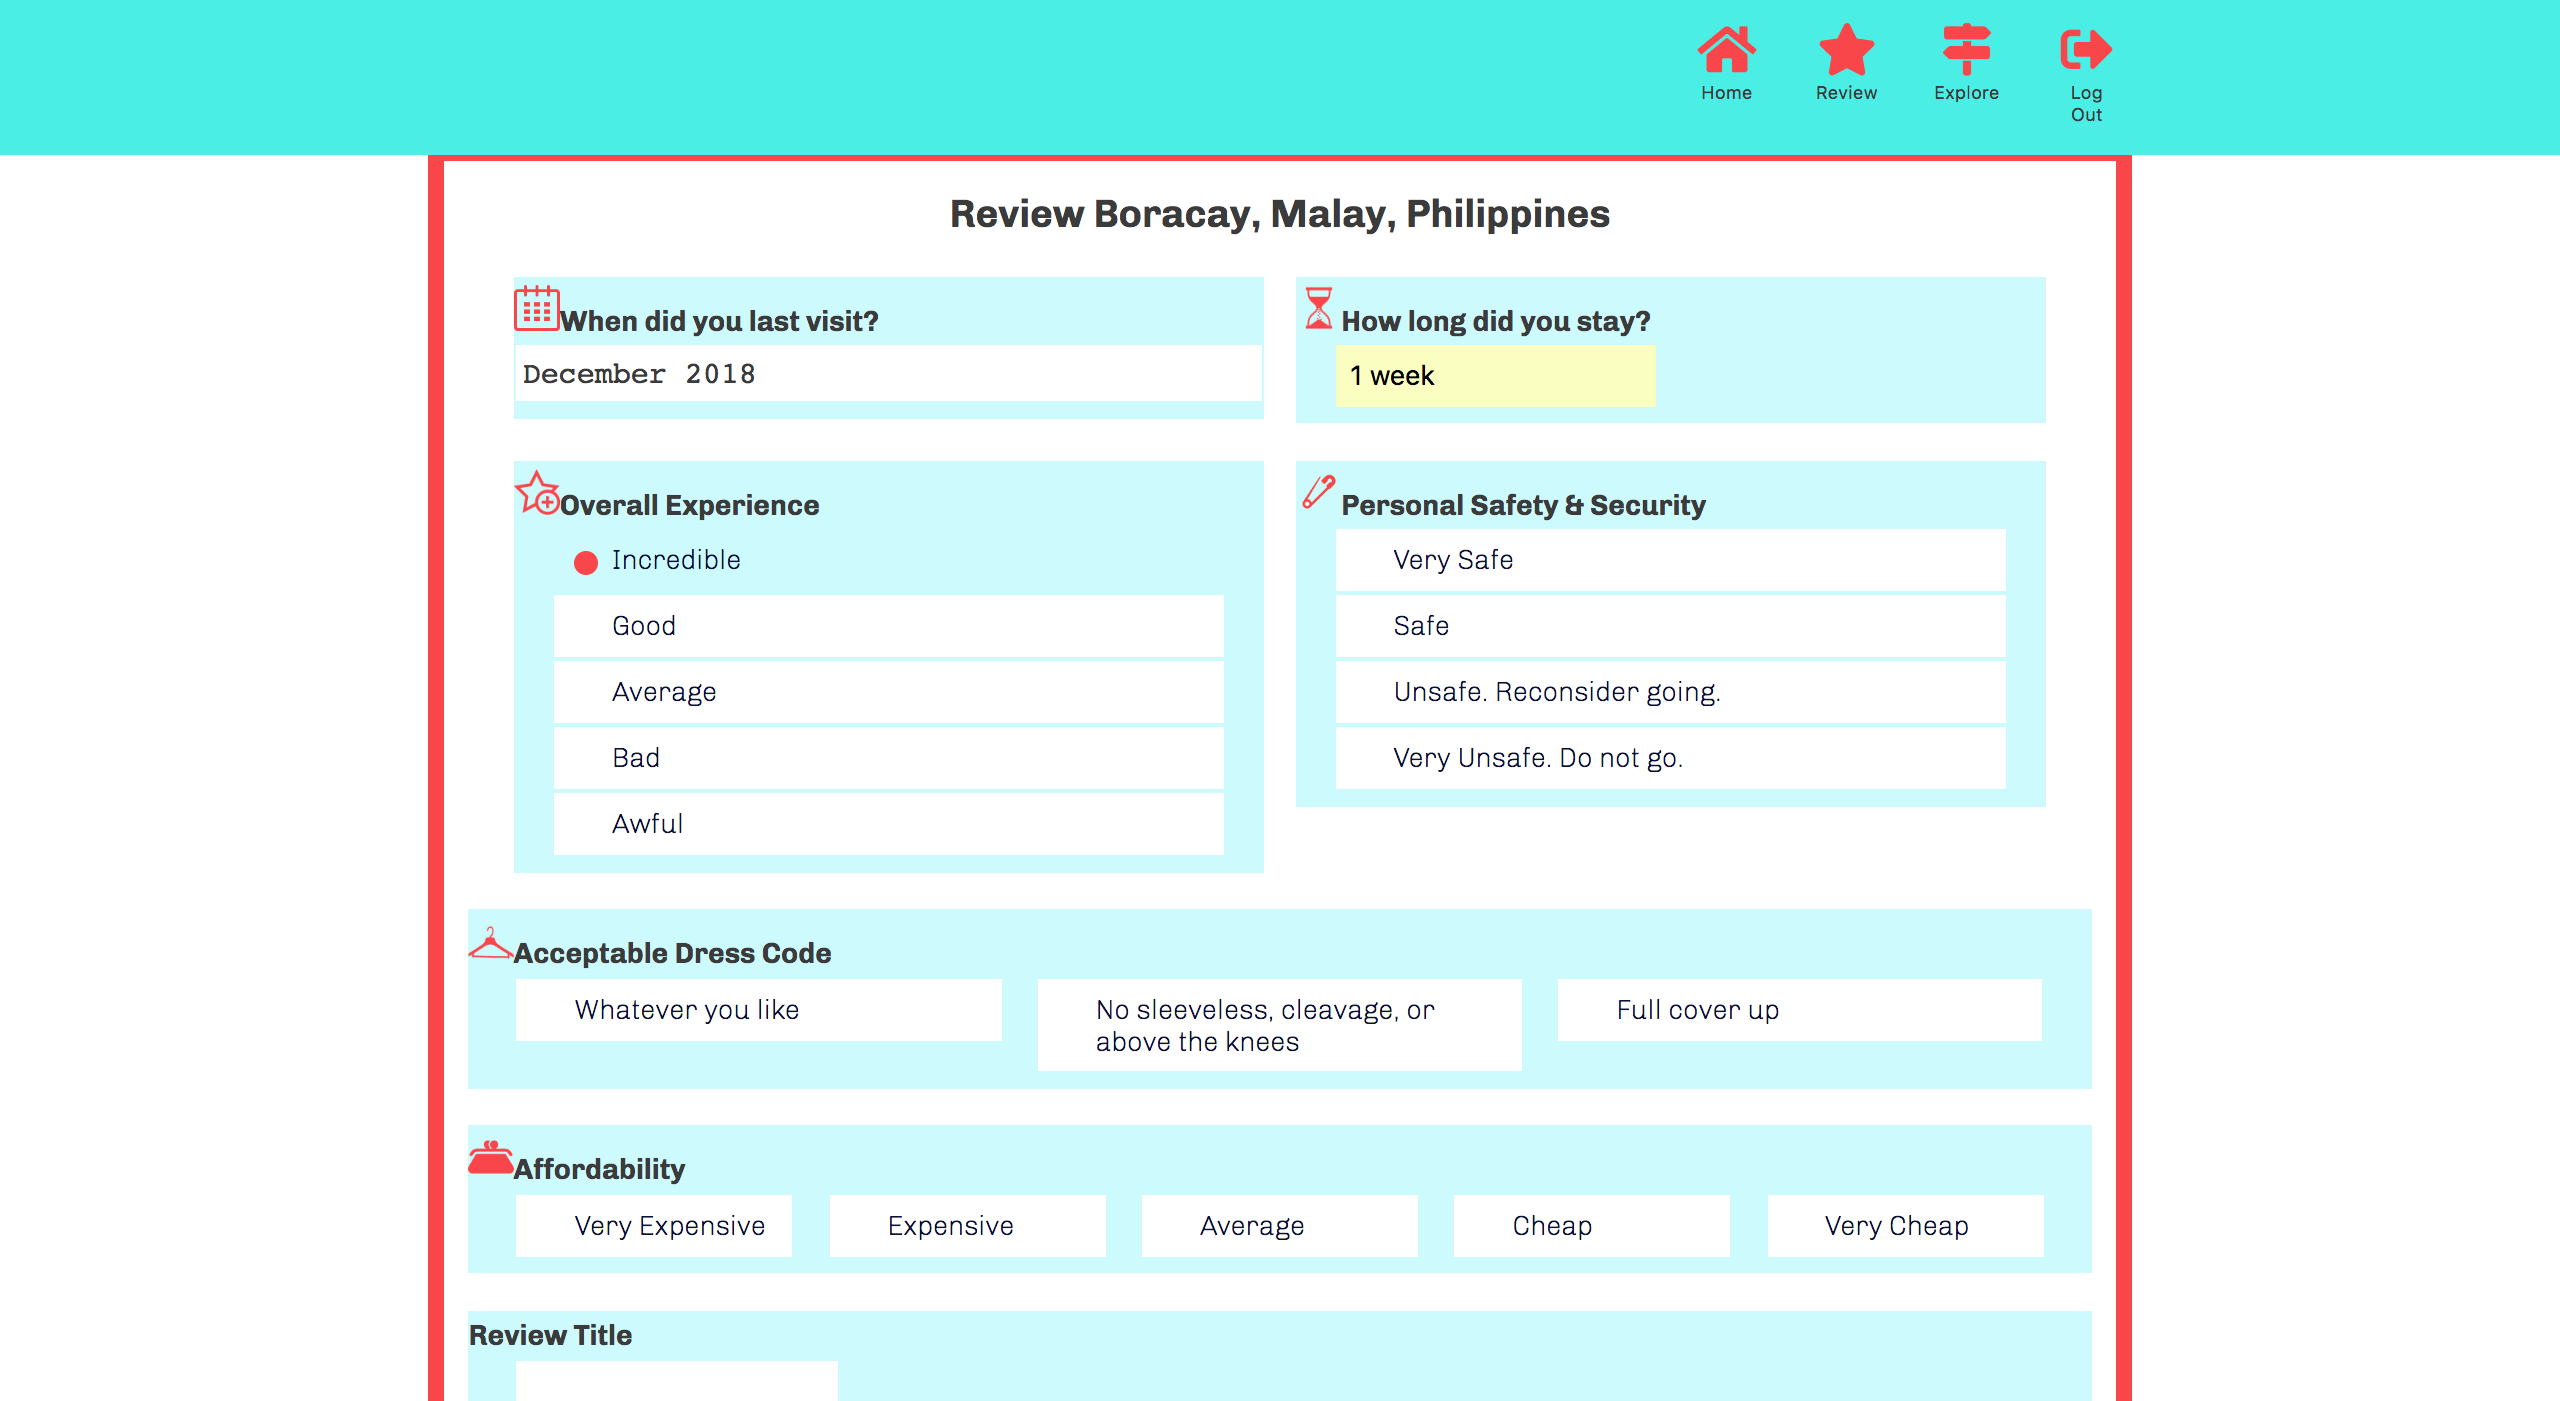 Home
Review
Explore
Log
Out
Review Boracay, Malay, Philippines
When did you last visit?
December 2018
How long did you stay?
1 week
Overall Experience
Incredible
Good
Average
Bad
Awful
Personal Safety & Security
Very Safe
Safe
Unsafe. Reconsider going.
Very Unsafe. Do not go.
Acceptable Dress Code
Whatever you like
No sleeveless, cleavage, or
above the knees
Full cover up
Affordability
Very Expensive
Expensive
Average
Cheap
Very Cheap
Review Title